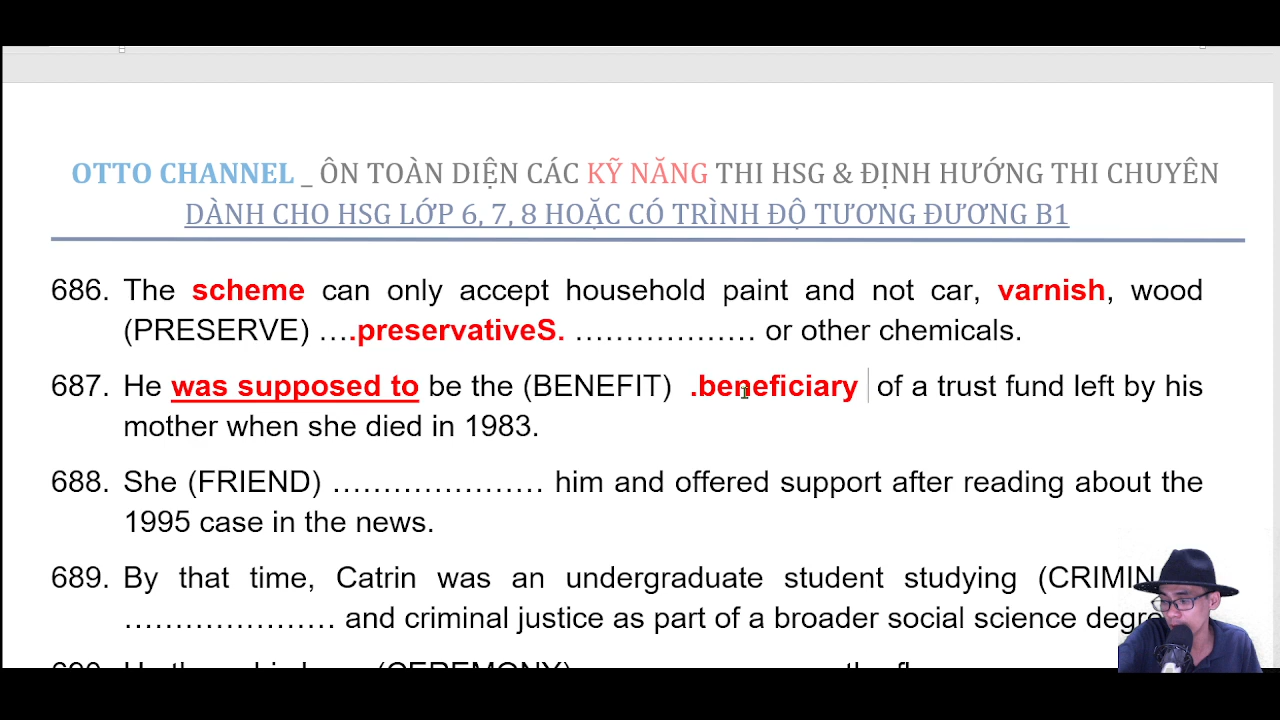 OTTO CHANNEL _ ÔN TOÀN DIỆN CÁC KỸ NĂNG THI HSG & ĐỊNH HƯỚNG THI CHUYÊN
DÀNH CHO HSG LỚP 6, 7, 8 HOẶC CÓ TRÌNH ĐỘ TƯƠNG ĐƯƠNG B1
686. The scheme can only accept household paint and not car, varnish, wood
(PRESERVE) ….preservativeS. ……………… or other chemicals.
687. He was supposed to be the (BENEFIT) .beneficiary of a trust fund left by his
mother when she died in 1983.
688. She (FRIEND) ………………… him and offered support after reading about the
1995 case in the news.
689. By that time, Catrin was an undergraduate student studying
………………… and criminal justice as part of a broader social science